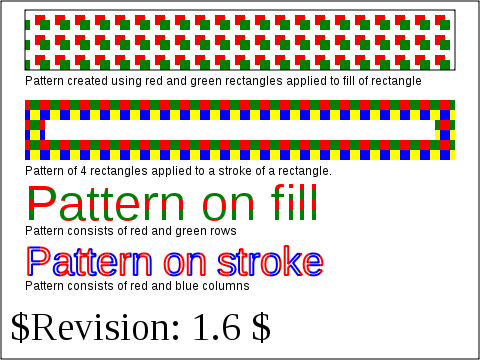 Pattern created using red and green rectangles applied to fill of rectangle
Pattern of 4 rectangles applied to a stroke of a rectangle.
Pattern on fill
Pattern consists of red and green rows
Pattern on stroke
Pattern consists of red and blue columns
$Revision: 1.6 $